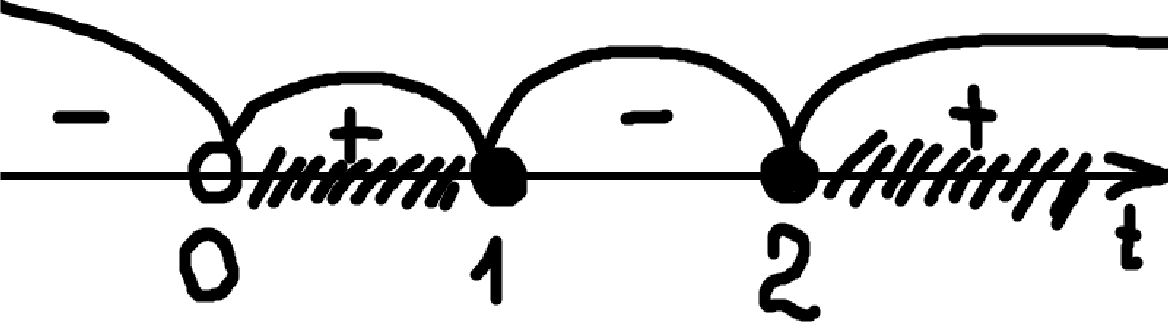 - + - +
0 1 2 t